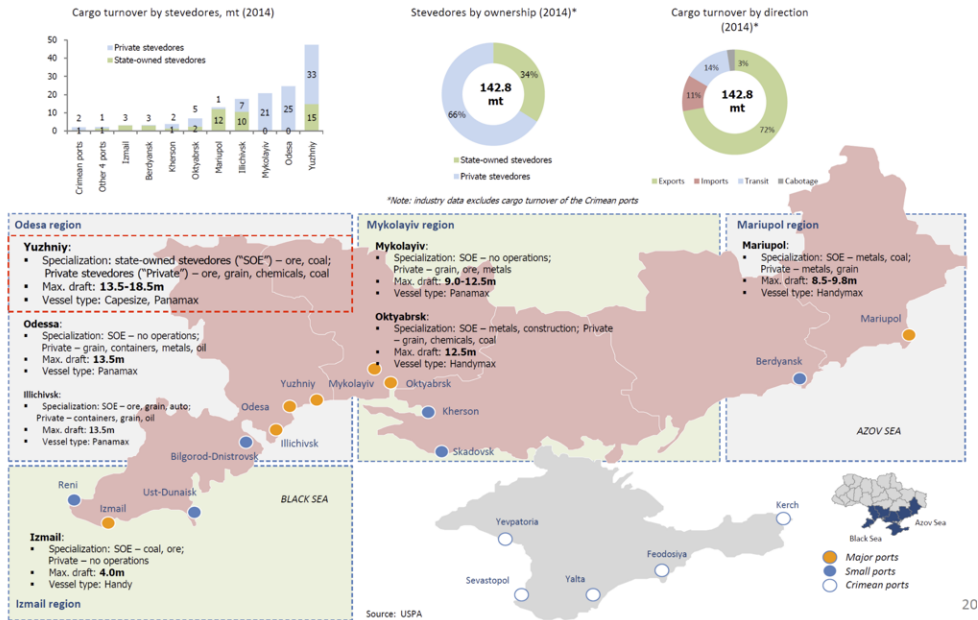 Cargo turnover by stevedores, mt (2014)
50
40
30
20
10
0
Private stevedores
State-owned stevedores
2
1
3
3
2
5
1
7
33
1
1
1
2
12
10
21
0
25
0
15
Crimean ports
Other 4 ports
Izmail
Berdyansk
Kherson
Oktyabrsk
Mariupol
Illichivsk
Mykolayiv
Odesa
Yuzhniy
Stevedores by ownership (2014)*
34%
66%
142.8
mt
State-owned stevedores
Private stevedores
Cargo turnover by direction
(2014)*
3%
14%
11%
72%
142.8
mt
Exports
Imports
Transit
Cabotage
*Note: industry data excludes cargo turnover of the Crimean ports
Odesa region
Yuzhniy:
▪ Specialization: state-owned stevedores ("SOE") – ore, coal;
Private stevedores ("Private") – ore, grain, chemicals, coal
▪ Max. draft: 13.5-18.5m
▪ Vessel type: Capesize, Panamax
Odessa:
▪ Specialization: SOE – no operations;
Private – grain, containers, metals, oil
▪ Max. draft: 13.5m
▪ Vessel type: Panamax
Illichivsk:
▪ Specialization: SOE – ore, grain, auto;
Private – containers, grain, oil
▪ Max. draft: 13.5m
▪ Vessel type: Panamax
Mykolayiv region
Mykolayiv:
▪ Specialization: SOE – no operations;
Private – grain, ore, metals
▪ Max. draft: 9.0-12.5m
▪ Vessel type: Panamax
Oktyabrsk:
▪ Specialization: SOE – metals, construction; Private
– grain, chemicals, coal
▪ Max. draft: 12.5m
▪ Vessel type: Handymax
Mariupol region
Mariupol:
▪ Specialization: SOE – metals, coal;
Private – metals, grain
▪ Max. draft: 8.5-9.8m
▪ Vessel type: Handymax
Mariupol
Berdyansk
AZOV SEA
Yuzhniy
Mykolayiv
Oktyabrsk
Odesa
Kherson
Illichivsk
Bilgorod-Dnistrovsk
Skadovsk
Reni
Ust-Dunaisk
Izmail
BLACK SEA
Izmail:
▪ Specialization: SOE – coal, ore;
Private – no operations
▪ Max. draft: 4.0m
▪ Vessel type: Handy
Izmail region
Yevpatoria
Kerch
Feodosiya
Sevastopol
Yalta
Azov Sea
Black Sea
Major ports
Small ports
Crimean ports
Source: USPA
20